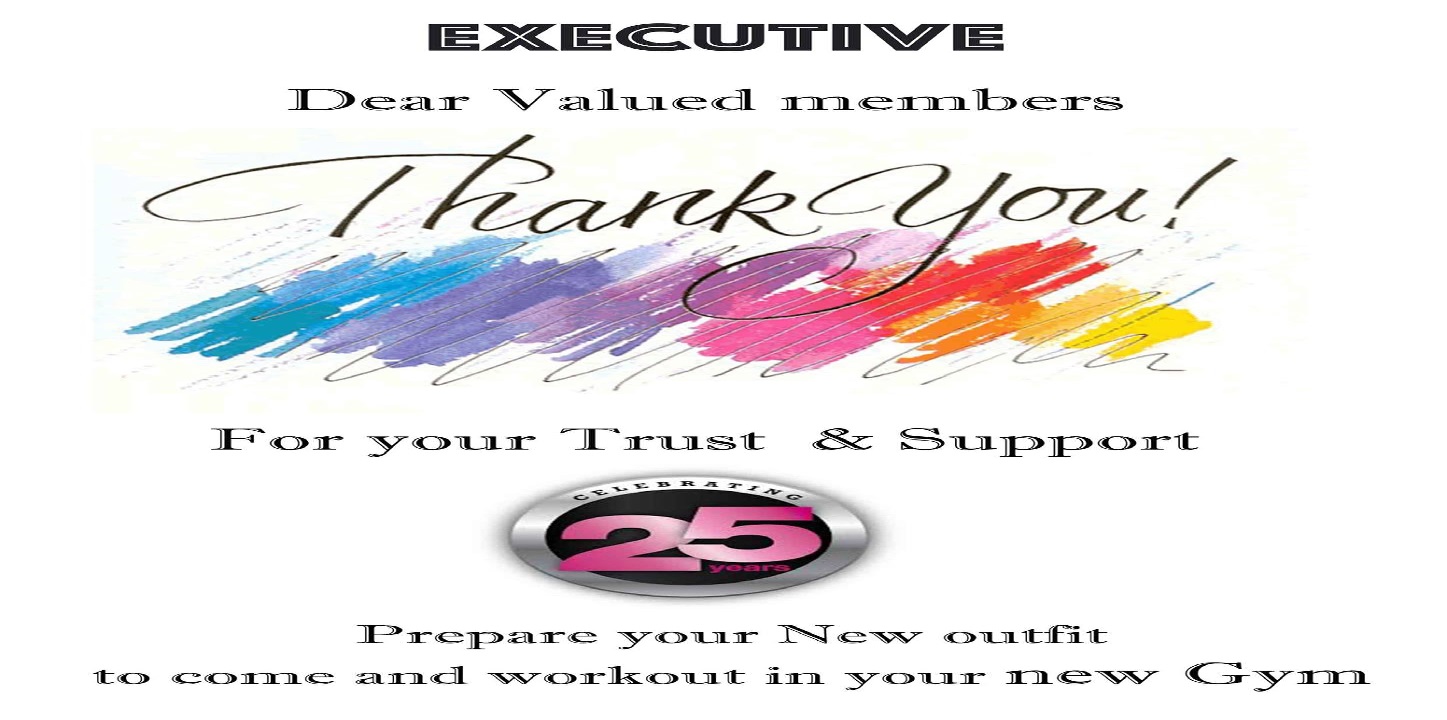 EXECUTIVE
Dear Valued members
Thank You!
For your Trust & Support
CELEBRATING
25
years
Prepare your New outfit
to come and workout in your new Gym